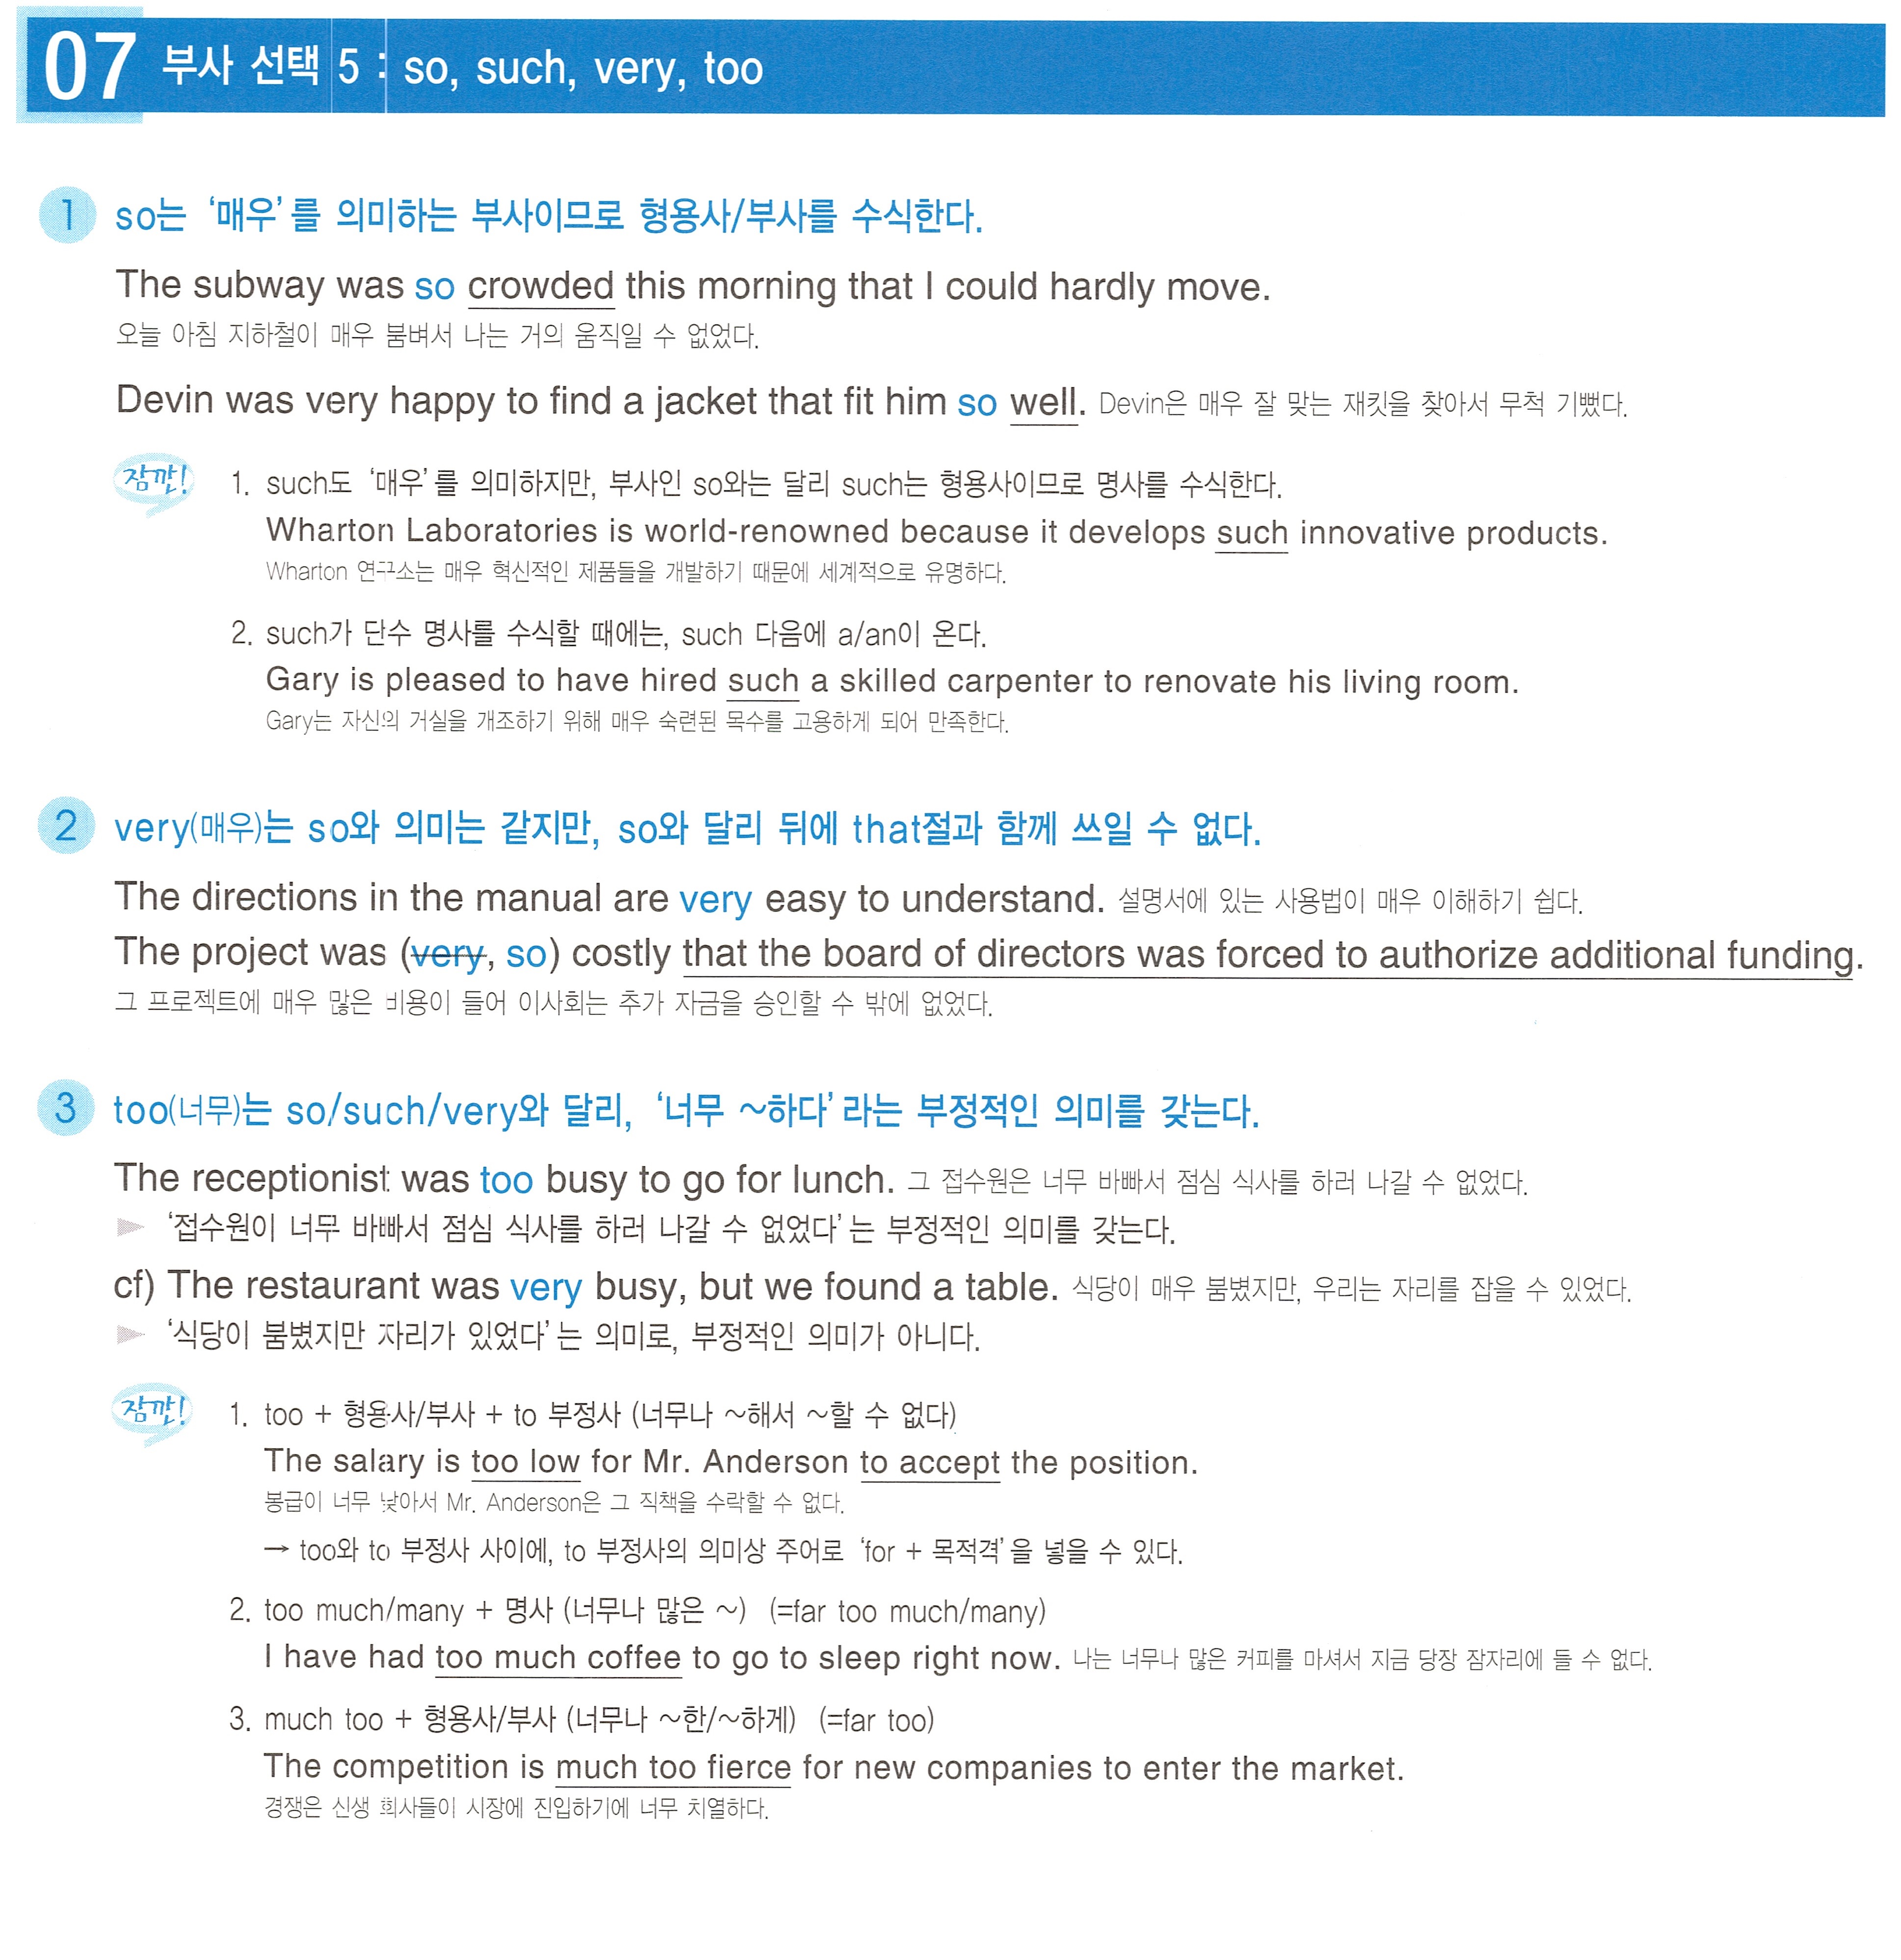 07 부사 선택 5 : so, such, very, too
1 so는 ‘매우’를 의미하는 부사이므로 형용사/부사를 수식한다.
The subway was so crowded this morning that I could hardly move.
오늘 아침 지하철이 매우 붐벼서 나는 거의 움직일 수 없었다.
Devin was very happy to find a jacket that fit him so well. Devin은 매우 잘 맞는 재킷을 찾아서 무척 기뻤다.
잠깐! 1. such도 ‘매우’를 의미하지만, 부사인 so와는 달리 such는 형용사이므로 명사를 수식한다.
Wharton Laboratories is world-renowned because it develops such innovative products.
Wharton 연구소는 매우 혁신적인 제품들을 개발하기 때문에 세계적으로 유명하다.
2. such가 단수 명사를 수식할 때에는, such 다음에 a/an이 온다.
Gary is pleased to have hired such a skilled carpenter to renovate his living room.
Gary는 자신의 거실을 개조하기 위해 매우 숙련된 목수를 고용하게 되어 만족한다.
2 very(매우)는 so와 의미는 같지만, so와 달리 뒤에 that절과 함께 쓰일 수 없다.
The directions in the manual are very easy to understand. 설명서에 있는 사용법이 매우 이해하기 쉽다.
The project was (very, so) costly that the board of directors was forced to authorize additional funding.
그 프로젝트에 매우 많은 비용이 들어 이사회는 추가 자금을 승인할 수 밖에 없었다.
3 too(너무)는 so/such/very와 달리, ‘너무 ~하다’라는 부정적인 의미를 갖는다.
The receptionist was too busy to go for lunch. 그 접수원은 너무 바빠서 점심 식사를 하러 나갈 수 없었다.
▶ ‘접수원이 너무 바빠서 점심 식사를 하러 나갈 수 없었다’는 부정적인 의미를 갖는다.
cf) The restaurant was very busy, but we found a table. 식당이 매우 붐볐지만, 우리는 자리를 잡을 수 있었다.
▶ ‘식당이 붐볐지만 자리가 있었다’는 의미로, 부정적인 의미가 아니다.
잠깐! 1. too + 형용사/부사 + to 부정사 (너무나 ~해서 ~할 수 없다)
The salary is too low for Mr. Anderson to accept the position.
봉급이 너무 낮아서 Mr. Anderson은 그 직책을 수락할 수 없다.
→ too와 to 부정사 사이에, to 부정사의 의미상 주어로 ‘for + 목적격’을 넣을 수 있다.
2. too much/many + 명사 (너무나 많은 ~) (=far too much/many)
I have had too much coffee to go to sleep right now. 나는 너무나 많은 커피를 마셔서 지금 당장 잠자리에 들 수 없다.
3. much too + 형용사/부사 (너무나 ~한/~하게) (=far too)
The competition is much too fierce for new companies to enter the market.
경쟁은 신생 회사들이 시장에 진입하기에 너무 치열하다.